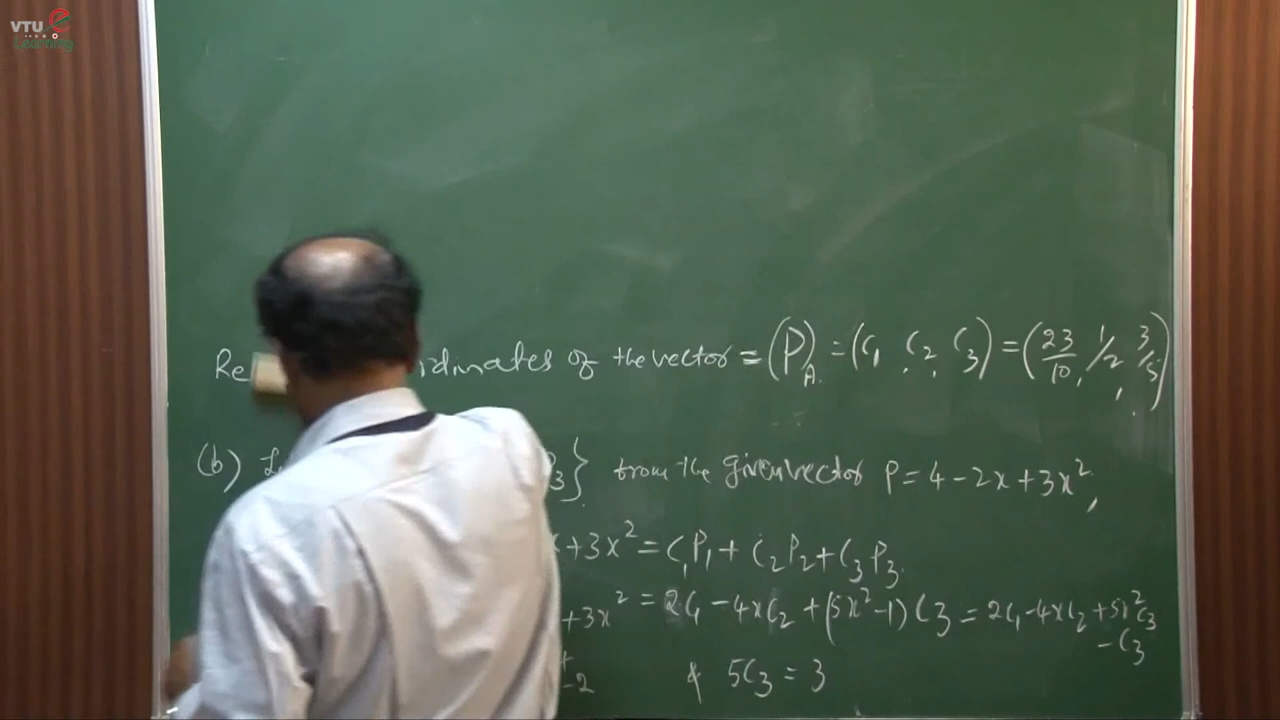 VTU e
Learning
Re rdinates of the vector = (P)_A = (C₁, C₂, C₃) = (23/10, 1/2, 3/5)
(b) P₃} from the given vector P = 4 - 2x + 3x²,
x + 3x² = C₁P₁ + C₂P₂ + C₃P₃.
+3x² = 2C₁ - 4xC₂ + (5x² - 1) C₃ = 2C₁ - 4xC₂ + 5x²C₃
- C₃
-2 & 5C₃ = 3